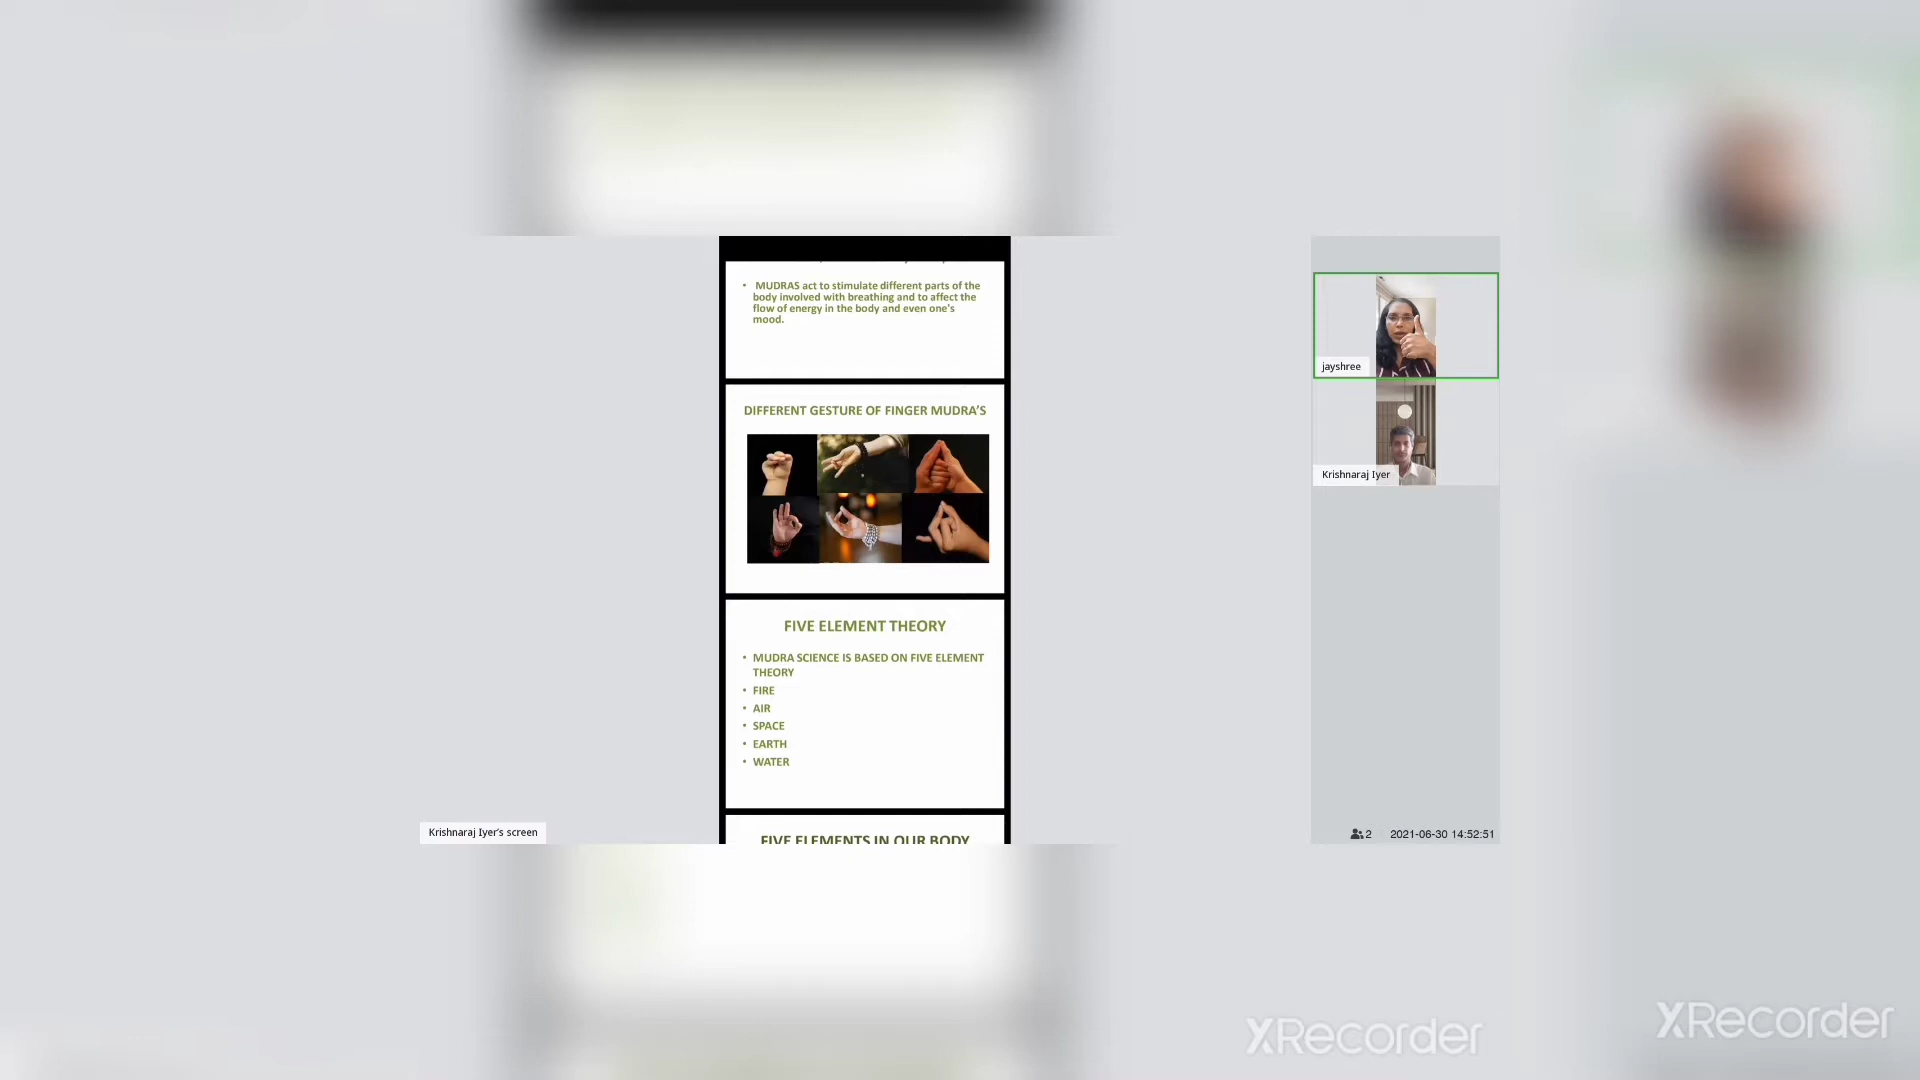 • MUDRAS act to stimulate different parts of the
body involved with breathing and to affect the
flow of energy in the body and even one's
mood.
DIFFERENT GESTURE OF FINGER MUDRA'S
FIVE ELEMENT THEORY
• MUDRA SCIENCE IS BASED ON FIVE ELEMENT
THEORY
• FIRE
• AIR
• SPACE
• EARTH
• WATER
FIVE ELEMENTS IN OUR BODY
Krishnaraj Iyer's screen
jayshree
Krishnaraj Iyer
2 2021-06-30 14:52:51
XRecorder
XRecorder